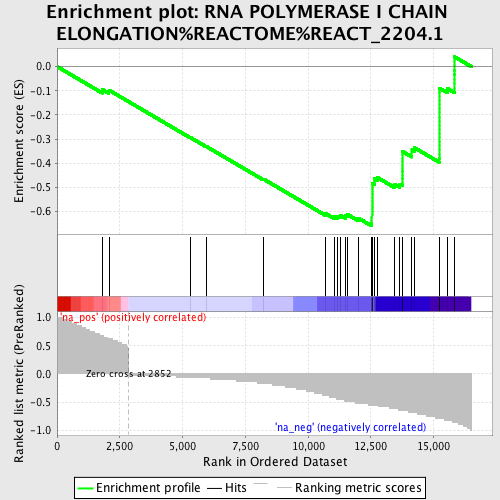 Enrichment plot: RNA POLYMERASE I CHAIN
ELONGATION%REACTOME%REACT_2204.1
Enrichment score (ES)
0.0
-0.1
-0.2
-0.3
-0.4
-0.5
-0.6
Ranked list metric (PreRanked)
1.0
0.5
0.0
-0.5
-1.0
'na_pos' (positively correlated)
Zero cross at 2852
'na_neg' (negatively correlated)
0
2,500
5,000
7,500
10,000
12,500
15,000
Rank in Ordered Dataset
Enrichment profile
Hits
Ranking metric scores